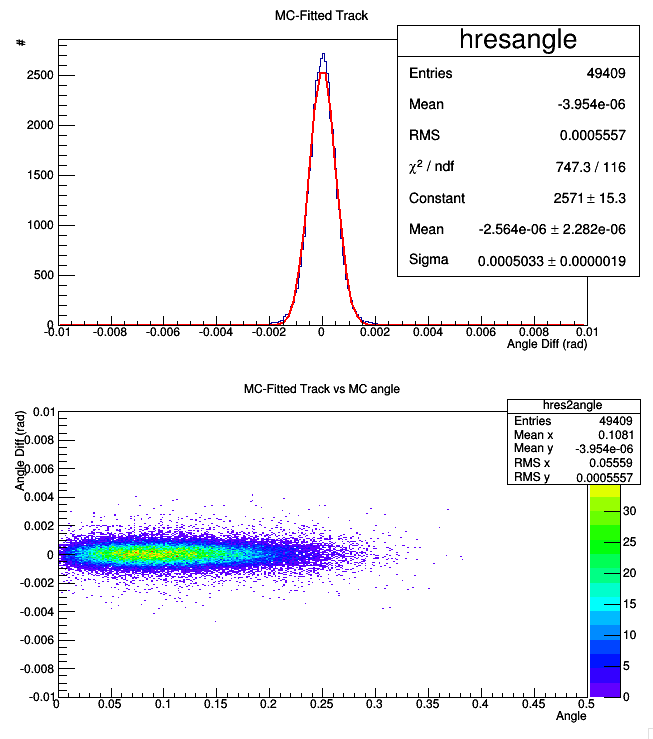 MC-Fitted Track
#
hresangle
Entries 49409
Mean -3.954e-06
RMS 0.0005557
χ² / ndf 747.3 / 116
Constant 2571 ± 15.3
Mean -2.564e-06 ± 2.282e-06
Sigma 0.0005033 ± 0.0000019
2500
2000
1500
1000
500
0
-0.01 -0.008 -0.006 -0.004 -0.002 0 0.002 0.004 0.006 0.008 0.01
Angle Diff (rad)
MC-Fitted Track vs MC angle
Angle Diff (rad)
hres2angle
Entries 49409
Mean x 0.1081
Mean y -3.954e-06
RMS x 0.05559
RMS y 0.0005557
0.01
0.008
0.006
0.004
0.002
0
-0.002
-0.004
-0.006
-0.008
-0.01
30
25
20
15
10
5
0
0 0.05 0.1 0.15 0.2 0.25 0.3 0.35 0.4 0.45 0.5
Angle